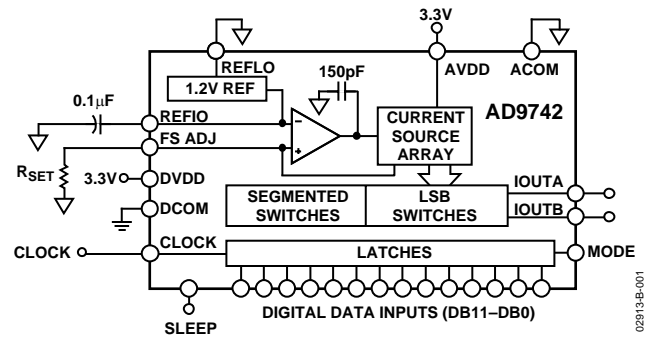 3.3V
REFLO
150pF
AVDD
ACOM
1.2V REF
AD9742
0.1μF
REFIO
CURRENT
SOURCE
ARRAY
FS ADJ
RSET
3.3V
DVDD
IOUTA
SEGMENTED
SWITCHES
LSB
SWITCHES
IOUTB
DCOM
CLOCK
CLOCK
LATCHES
MODE
SLEEP
DIGITAL DATA INPUTS (DB11–DB0)
02913-B-001